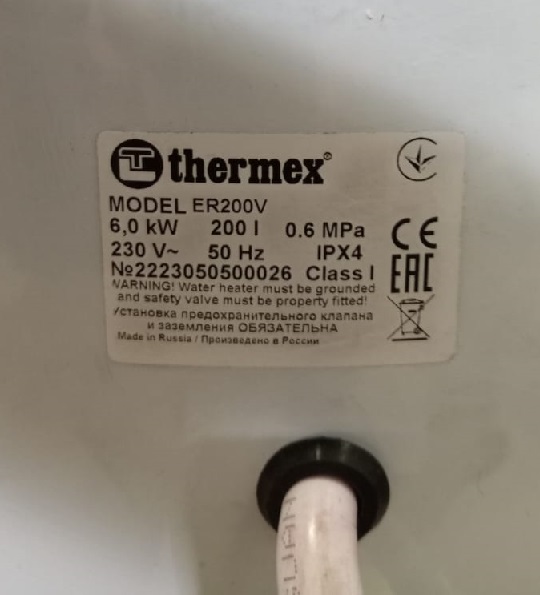 thermex®
MODEL ER200V
6,0 kW 200 l 0.6 MPa
230 V~ 50 Hz IPX4
№2223050500026 Class I
WARNING! Water heater must be grounded
and safety valve must be property fitted!
Установка предохранительного клапана
и заземления ОБЯЗАТЕЛЬНА
Made in Russia / Произведено в России
CE
EAC